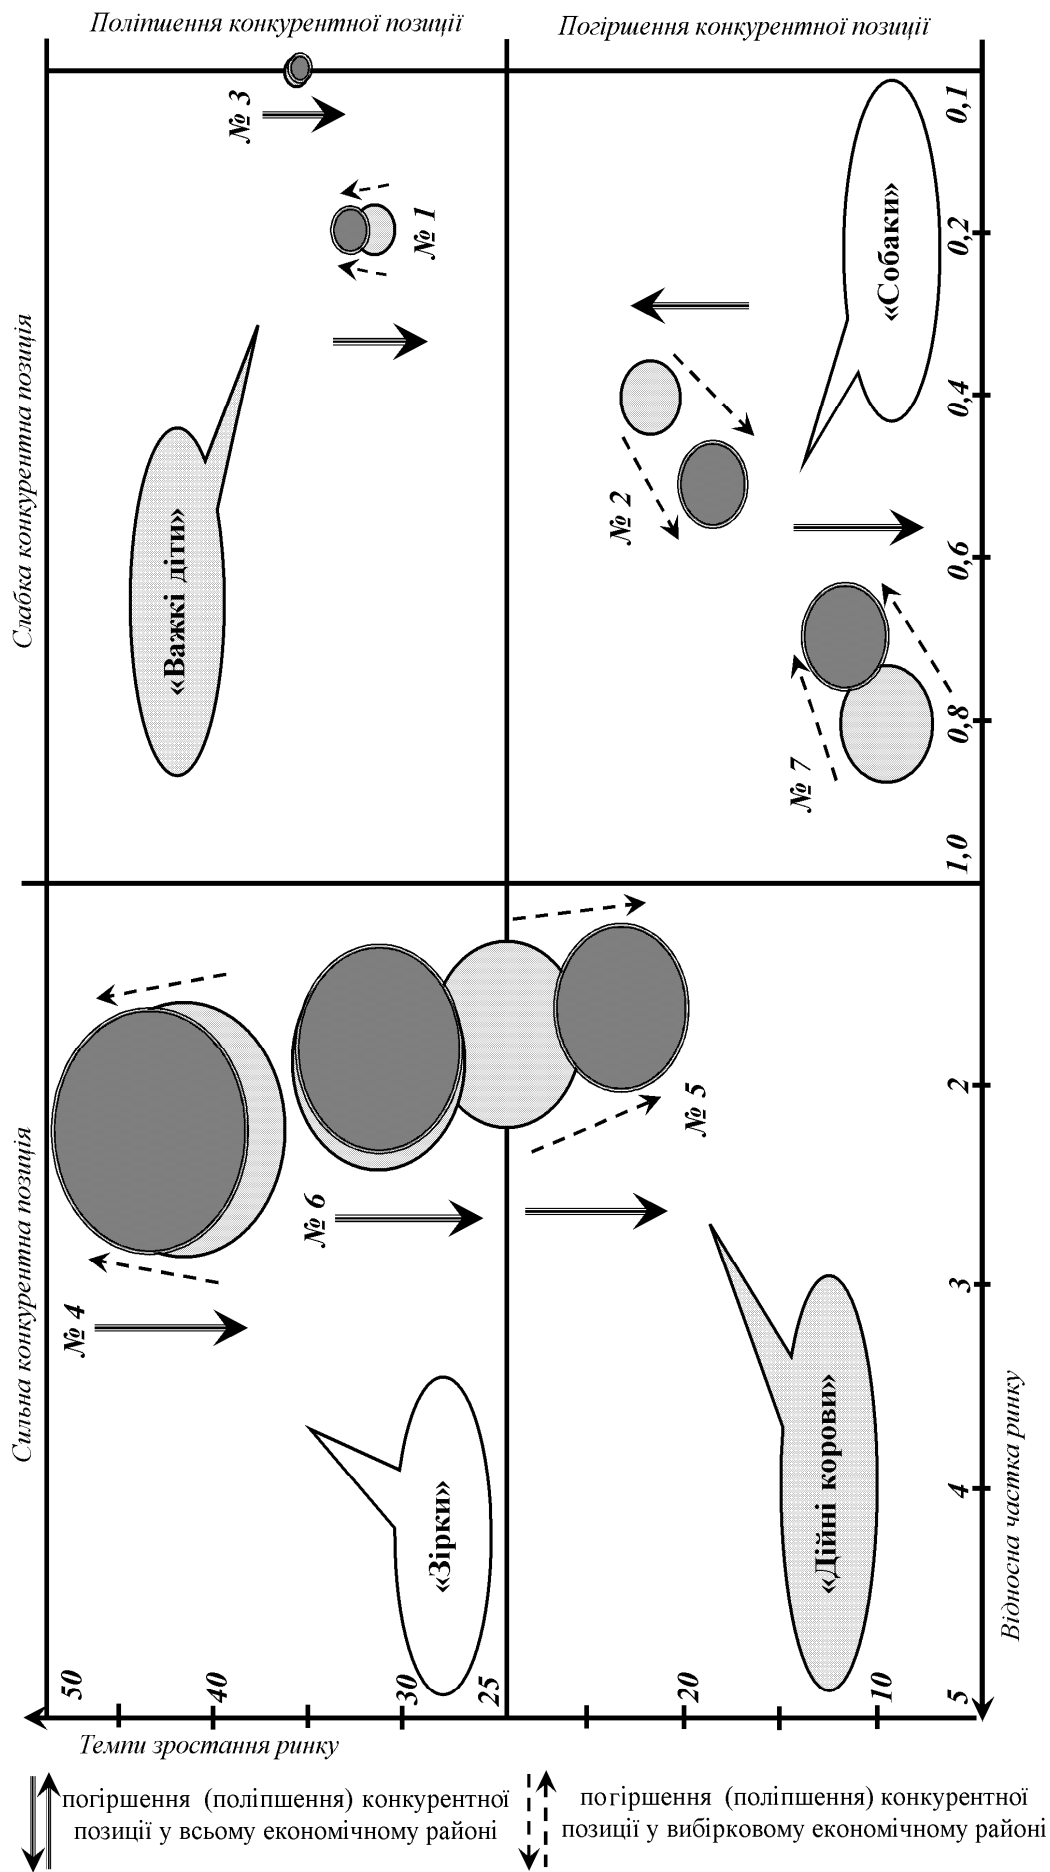 Поліпшення конкурентної позиції
Погіршення конкурентної позиції
Слабка конкурентна позиція
Сильна конкурентна позиція
№ 3
№ 1
«Важкі діти»
0,1
«Собаки»
0,2
0,4
№ 2
0,6
№ 7
0,8
1,0
№ 4
№ 6
№ 5
2
3
«Зірки»
«Дійні корови»
4
Відносна частка ринку
50
40
30
25
20
10
5
Темпи зростання ринку
погіршення (поліпшення) конкурентної
позиції у всьому економічному районі
погіршення (поліпшення) конкурентної
позиції у вибірковому економічному районі